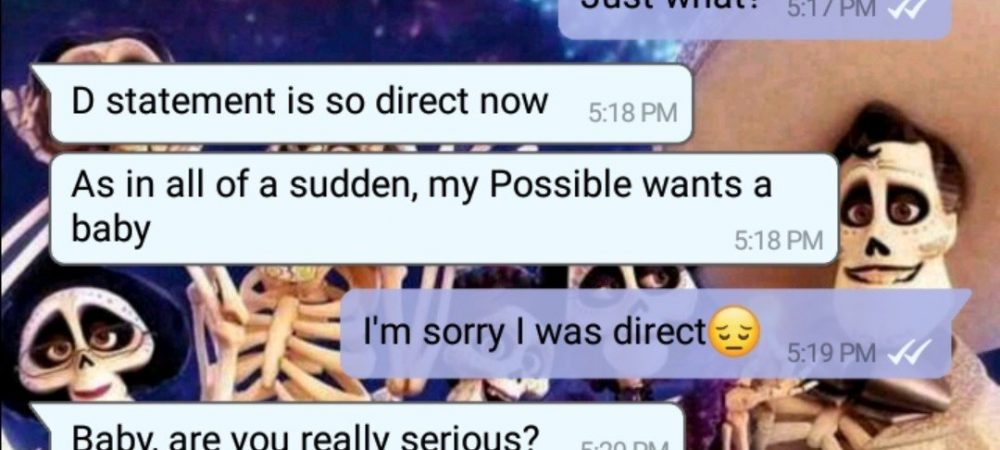 Just what? 5:17 PM
D statement is so direct now 5:18 PM
As in all of a sudden, my Possible wants a
baby 5:18 PM
I'm sorry I was direct😔 5:19 PM
Baby, are you really serious? 5:20 PM